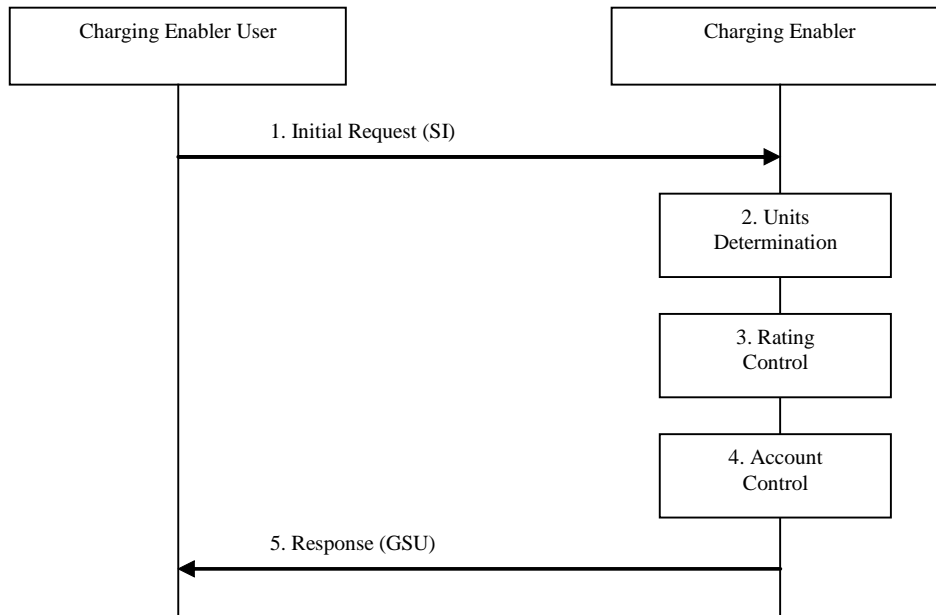 Charging Enabler User
Charging Enabler
1. Initial Request (SI)
2. Units
Determination
3. Rating
Control
4. Account
Control
5. Response (GSU)